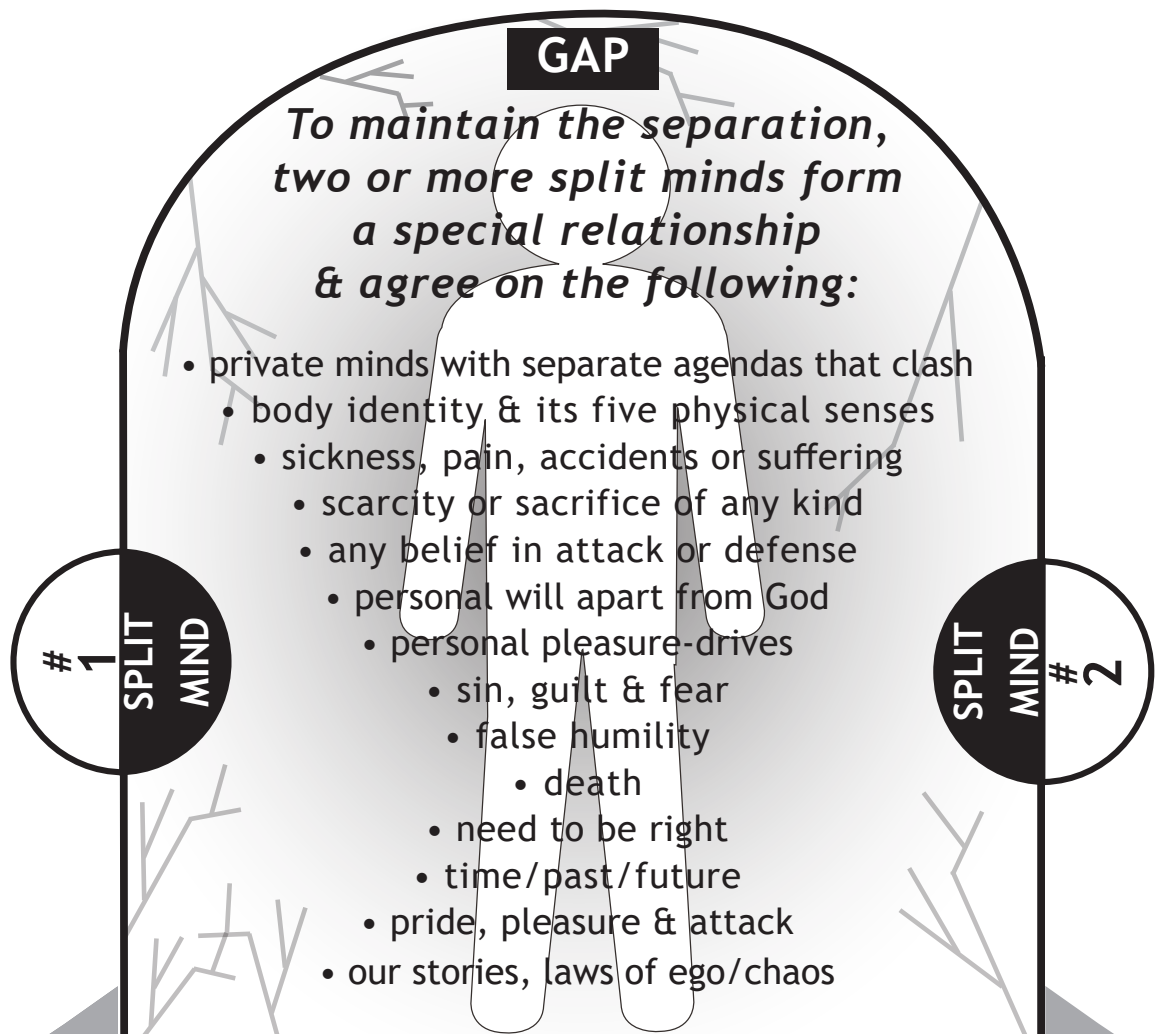 GAP
To maintain the separation,
two or more split minds form
a special relationship
& agree on the following:
• private minds with separate agendas that clash
• body identity & its five physical senses
• sickness, pain, accidents or suffering
• scarcity or sacrifice of any kind
• any belief in attack or defense
• personal will apart from God
• personal pleasure-drives
• sin, guilt & fear
• false humility
• death
• need to be right
• time/past/future
• pride, pleasure & attack
• our stories, laws of ego/chaos
#
1
SPLIT
MIND
SPLIT
MIND
#
2